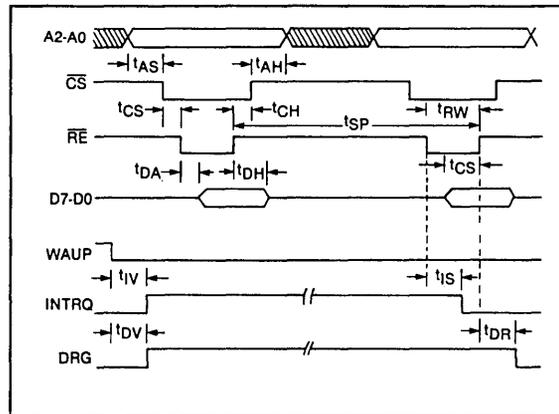 A2-A0
tAS
tAH
CS
tCS
tCH
tRW
tSP
RE
tCS
tDA
tDH
D7-D0
WAUP
tIV
tIS
INTRQ
tDV
tDR
DRG